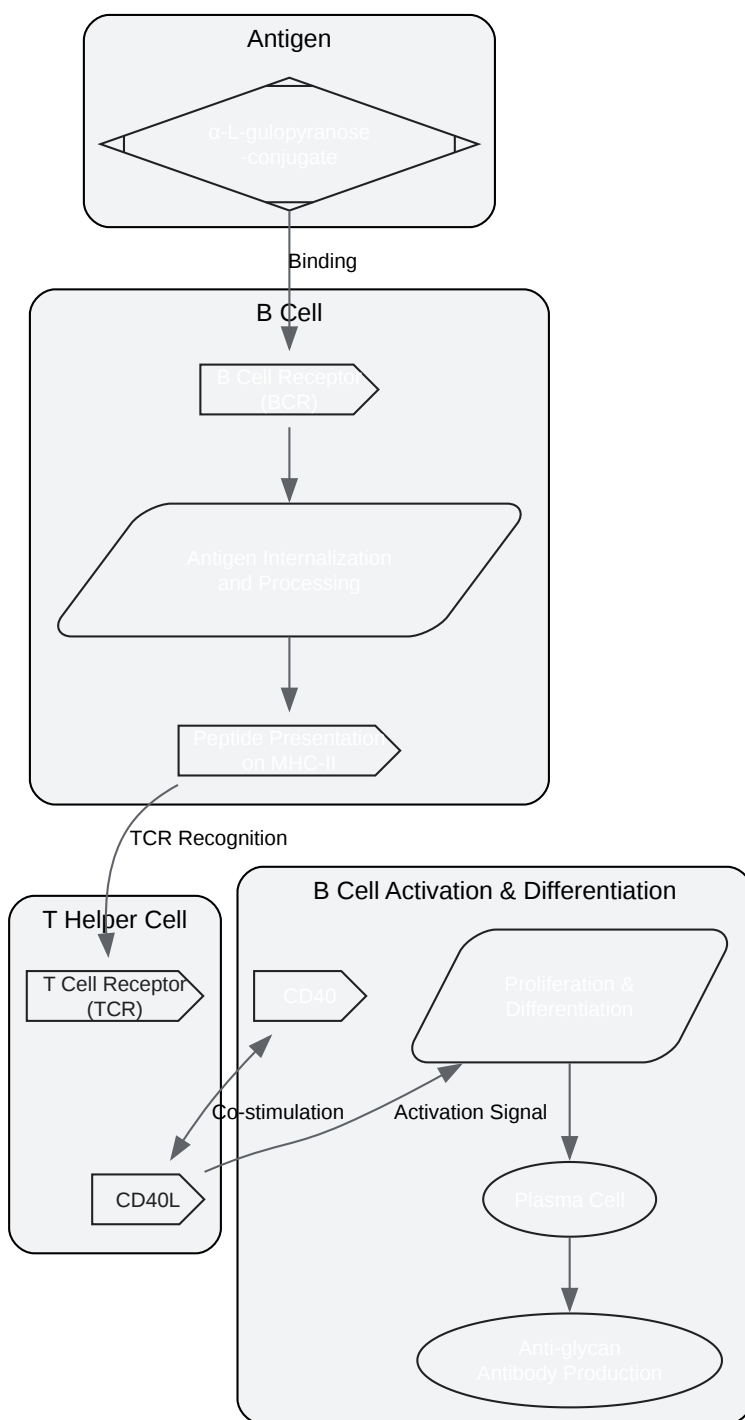 Antigen
α-L-gulopyranose
-conjugate
Binding
B Cell
B Cell Receptor
(BCR)
Antigen Internalization
and Processing
Peptide Presentation
on MHC-II
TCR Recognition
B Cell Activation & Differentiation
T Helper Cell
T Cell Receptor
(TCR)
CD40
Proliferation &
Differentiation
Co-stimulation
Activation Signal
CD40L
Plasma Cell
Anti-glycan
Antibody Production